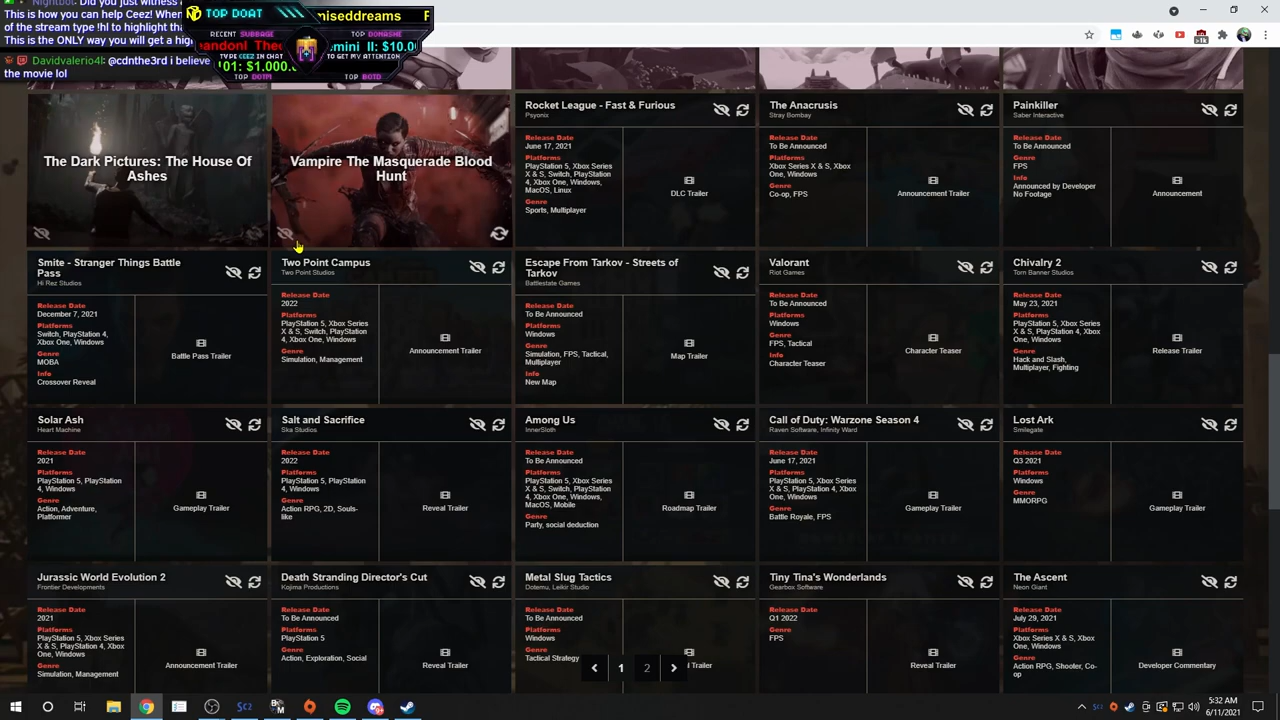 Nightbot: Did you just witness a
This is how you can help Ceez! When
of the stream type !hl to highlight that
This is the ONLY way you will get a high
Davidvalerio4l: @cdnthe3rd i believe
the movie lol
TOP DOAT
miseddreams
RECENT SUBBAGE
TOP DONASHE
TYPE CEEZ IN CHAT
TO GET MY ATTENTION
TOP DOTM
TOP BOTD
The Dark Pictures: The House Of
Ashes
Vampire The Masquerade Blood
Hunt
Rocket League - Fast & Furious
Psyonix
Release Date
June 17, 2021
Platforms
PlayStation 5, Xbox Series
X & S, Switch, PlayStation
4, Xbox One, Windows,
MacOS, Linux
Genre
Sports, Multiplayer
DLC Trailer
The Anacrusis
Stray Bombay
Release Date
To Be Announced
Platforms
Xbox Series X & S, Xbox
One, Windows
Genre
Co-op, FPS
Announcement Trailer
Painkiller
Saber Interactive
Release Date
To Be Announced
Genre
FPS
Info
Announced by Developer
No Footage
Announcement
Smite - Stranger Things Battle
Pass
Hi Rez Studios
Release Date
December 7, 2021
Platforms
Switch, PlayStation 4,
Xbox One, Windows
Genre
MOBA
Info
Crossover Reveal
Battle Pass Trailer
Two Point Campus
Two Point Studios
Release Date
2022
Platforms
PlayStation 5, Xbox Series
X & S, Switch, PlayStation
4, Xbox One, Windows
Genre
Simulation, Management
Announcement Trailer
Escape From Tarkov - Streets of
Tarkov
Battlestate Games
Release Date
To Be Announced
Platforms
Windows
Genre
Simulation, FPS, Tactical,
Multiplayer
Info
New Map
Map Trailer
Valorant
Riot Games
Release Date
To Be Announced
Platforms
Windows
Genre
FPS, Tactical
Info
Character Teaser
Character Teaser
Chivalry 2
Torn Banner Studios
Release Date
May 23, 2021
Platforms
PlayStation 5, Xbox Series
X & S, PlayStation 4, Xbox
One, Windows
Genre
Hack and Slash,
Multiplayer, Fighting
Release Trailer
Solar Ash
Heart Machine
Release Date
2021
Platforms
PlayStation 5, PlayStation
4, Windows
Genre
Action, Adventure,
Platformer
Gameplay Trailer
Salt and Sacrifice
Ska Studios
Release Date
2022
Platforms
PlayStation 5, PlayStation
4, Windows
Genre
Action RPG, 2D, Souls-
like
Reveal Trailer
Among Us
InnerSloth
Release Date
To Be Announced
Platforms
PlayStation 5, Xbox Series
X & S, Switch, PlayStation
4, Xbox One, Windows,
MacOS, Mobile
Genre
Party, social deduction
Roadmap Trailer
Call of Duty: Warzone Season 4
Raven Software, Infinity Ward
Release Date
June 17, 2021
Platforms
PlayStation 5, Xbox Series
X & S, PlayStation 4, Xbox
One, Windows
Genre
Battle Royale, FPS
Gameplay Trailer
Lost Ark
Smilegate
Release Date
Q3 2021
Platforms
Windows
Genre
MMORPG
Gameplay Trailer
Jurassic World Evolution 2
Frontier Developments
Release Date
2021
Platforms
PlayStation 5, Xbox Series
X & S, PlayStation 4, Xbox
One, Windows
Genre
Simulation, Management
Announcement Trailer
Death Stranding Director's Cut
Kojima Productions
Release Date
To Be Announced
Platforms
PlayStation 5
Genre
Action, Exploration, Social
Reveal Trailer
Metal Slug Tactics
Dotemu, Leikir Studio
Release Date
To Be Announced
Platforms
Windows
Genre
Tactical Strategy
Trailer
Tiny Tina's Wonderlands
Gearbox Software
Release Date
Q1 2022
Genre
FPS
Reveal Trailer
The Ascent
Neon Giant
Release Date
July 29, 2021
Platforms
Xbox Series X & S, Xbox
One, Windows
Genre
Action RPG, Shooter, Co-
op
Developer Commentary
1 2
5:32 AM
6/11/2021